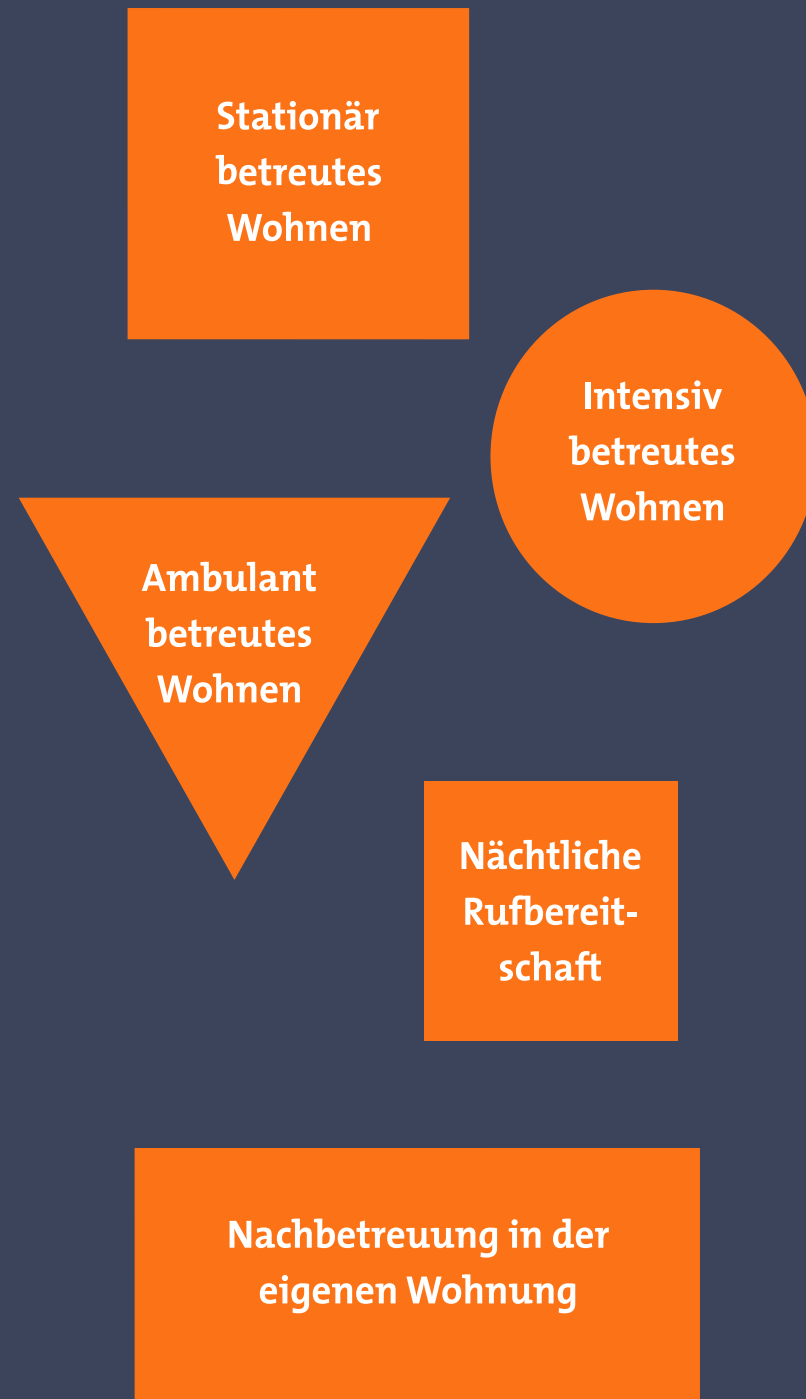 Stationär
betreutes
Wohnen
Intensiv
betreutes
Wohnen
Ambulant
betreutes
Wohnen
Nächtliche
Rufbereit-
schaft
Nachbetreuung in der
eigenen Wohnung